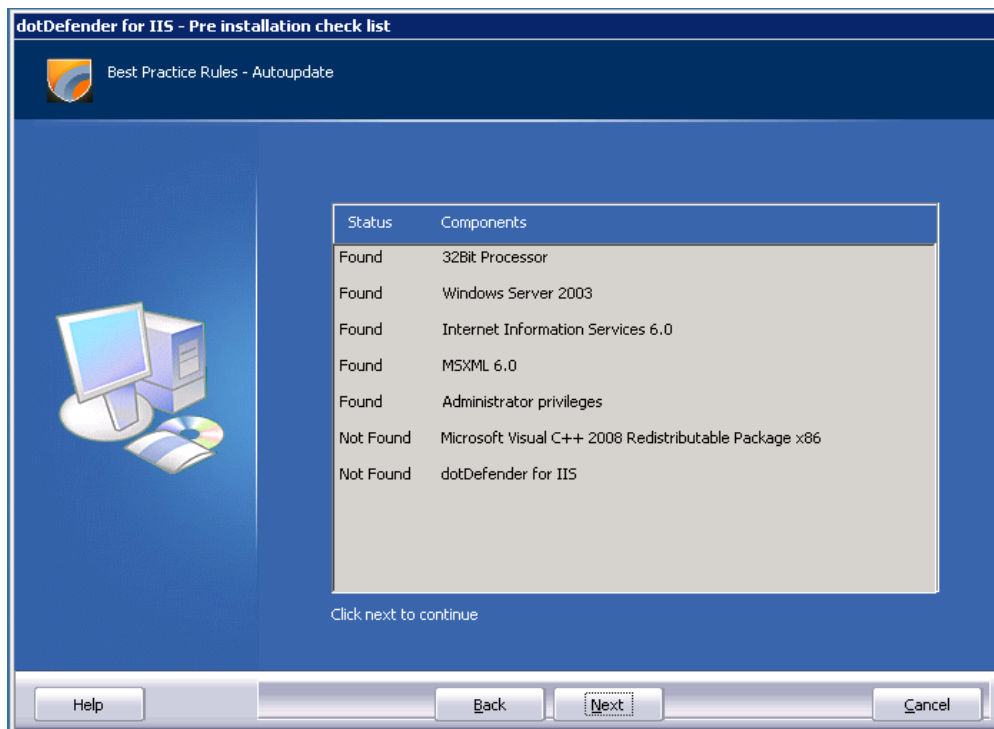 dotDefender for IIS - Pre installation check list
Best Practice Rules - Autoupdate
Status Components
Found 32Bit Processor
Found Windows Server 2003
Found Internet Information Services 6.0
Found MSXML 6.0
Found Administrator privileges
Not Found Microsoft Visual C++ 2008 Redistributable Package x86
Not Found dotDefender for IIS
Click next to continue
Help Back Next Cancel